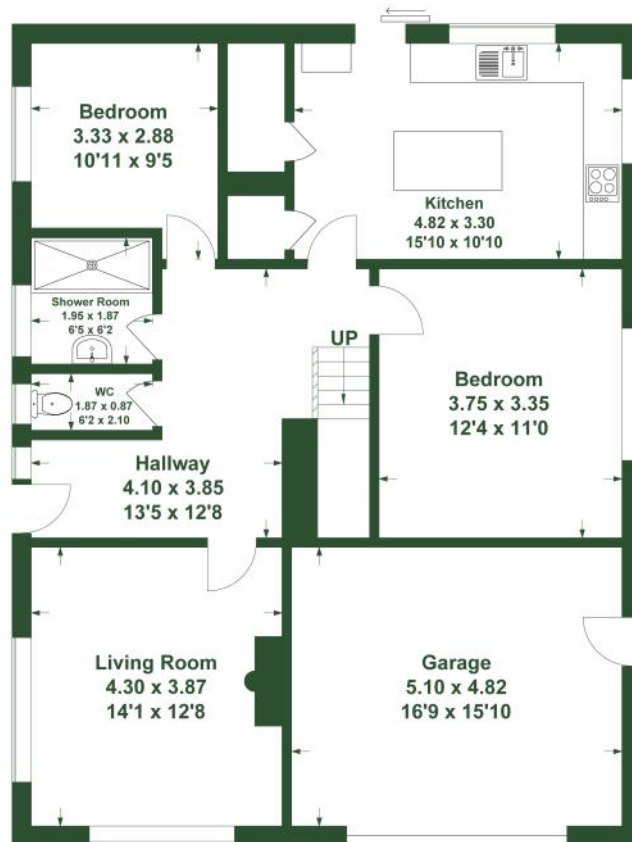 Bedroom
3.33 x 2.88
10'11 x 9'5
Kitchen
4.82 x 3.30
15'10 x 10'10
Shower Room
1.95 x 1.87
6'5 x 6'2
WC
1.87 x 0.87
6'2 x 2.10
UP
Bedroom
3.75 x 3.35
12'4 x 11'0
Hallway
4.10 x 3.85
13'5 x 12'8
Living Room
4.30 x 3.87
14'1 x 12'8
Garage
5.10 x 4.82
16'9 x 15'10